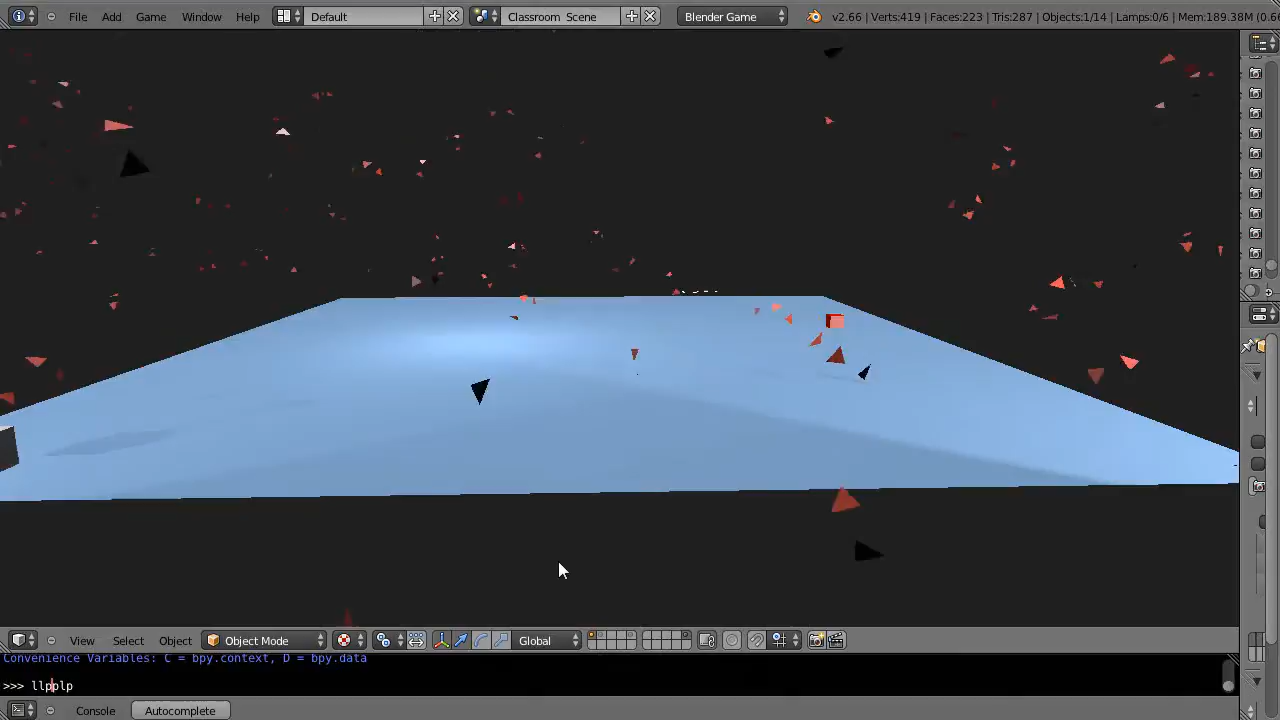 File Add Game Window Help Default Classroom Scene Blender Game v2.66 | Verts:419 | Faces:223 | Tris:287 | Objects:1/14 | Lamps:0/6 | Mem:189.38M (0.6
View Select Object Object Mode Global
Convenience Variables: C = bpy.context, D = bpy.data
>>> llpplp
Console Autocomplete